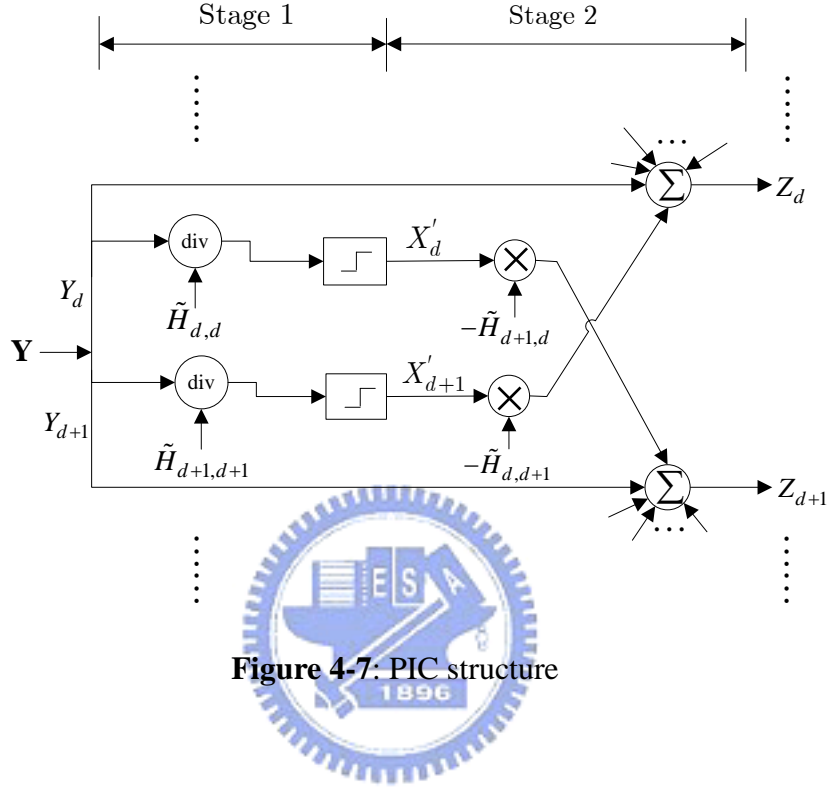 Stage 1 Stage 2
Σ Z_d
div X'_d ×
Y_d H̃_{d,d} −H̃_{d+1,d}
Y
div X'_{d+1} ×
Y_{d+1} H̃_{d+1,d+1} −H̃_{d,d+1}
Σ Z_{d+1}
E S A
Figure 4-7: PIC structure
1896